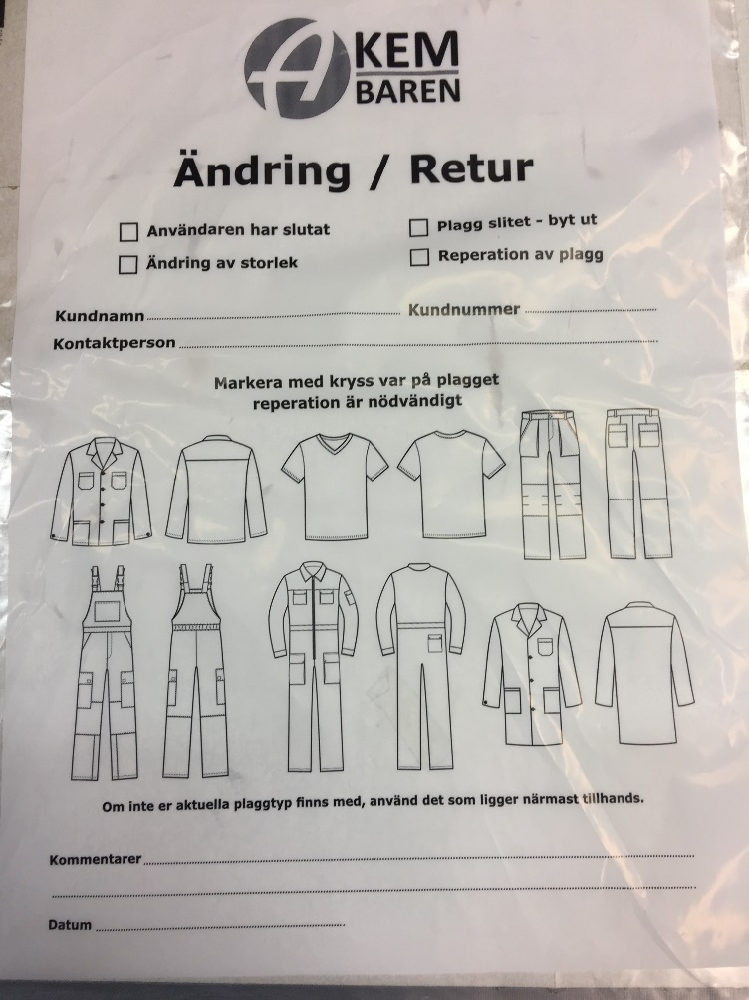 A KEM
BAREN
Ändring / Retur
Användaren har slutat
Plagg slitet - byt ut
Ändring av storlek
Reperation av plagg
Kundnamn Kundnummer
Kontaktperson
Markera med kryss var på plagget
reperation är nödvändigt
Om inte er aktuella plaggtyp finns med, använd det som ligger närmast tillhands.
Kommentarer
Datum